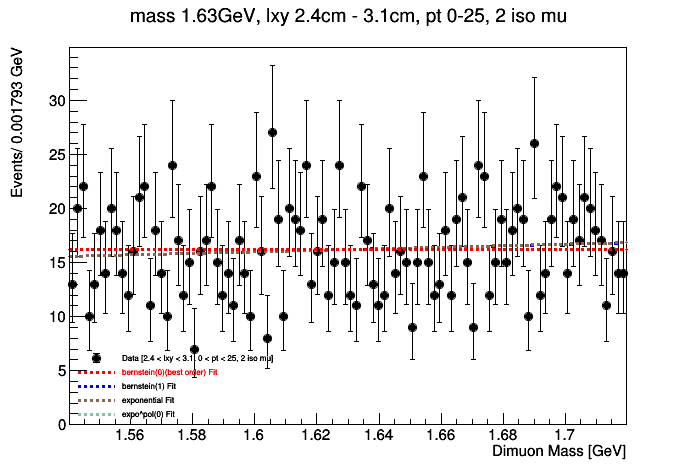 mass 1.63GeV, lxy 2.4cm - 3.1cm, pt 0-25, 2 iso mu
Events/ 0.001793 GeV
30
25
20
15
10
5
0
Data [2.4 < lxy < 3.1, 0 < pt < 25, 2 iso mu]
bernstein(0)(best order) Fit
bernstein(1) Fit
exponential Fit
expo*pol(0) Fit
1.56 1.58 1.6 1.62 1.64 1.66 1.68 1.7
Dimuon Mass [GeV]